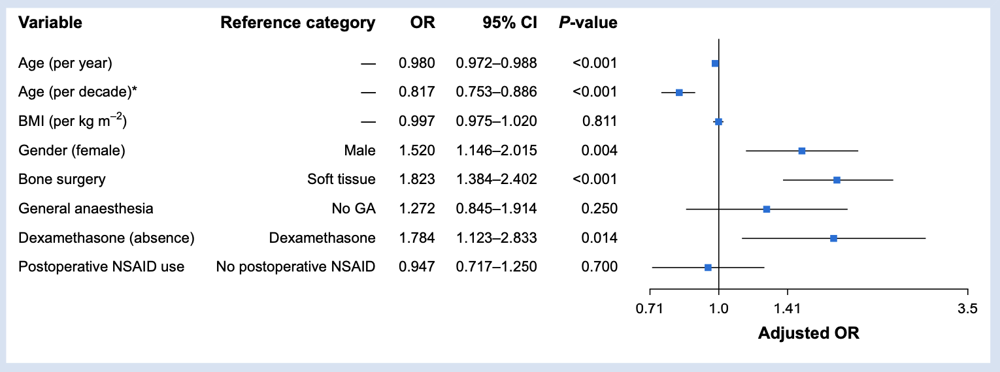 Variable Reference category OR 95% CI P-value
Age (per year) — 0.980 0.972–0.988 <0.001
Age (per decade)* — 0.817 0.753–0.886 <0.001
BMI (per kg m⁻²) — 0.997 0.975–1.020 0.811
Gender (female) Male 1.520 1.146–2.015 0.004
Bone surgery Soft tissue 1.823 1.384–2.402 <0.001
General anaesthesia No GA 1.272 0.845–1.914 0.250
Dexamethasone (absence) Dexamethasone 1.784 1.123–2.833 0.014
Postoperative NSAID use No postoperative NSAID 0.947 0.717–1.250 0.700
0.71 1.0 1.41 3.5
Adjusted OR